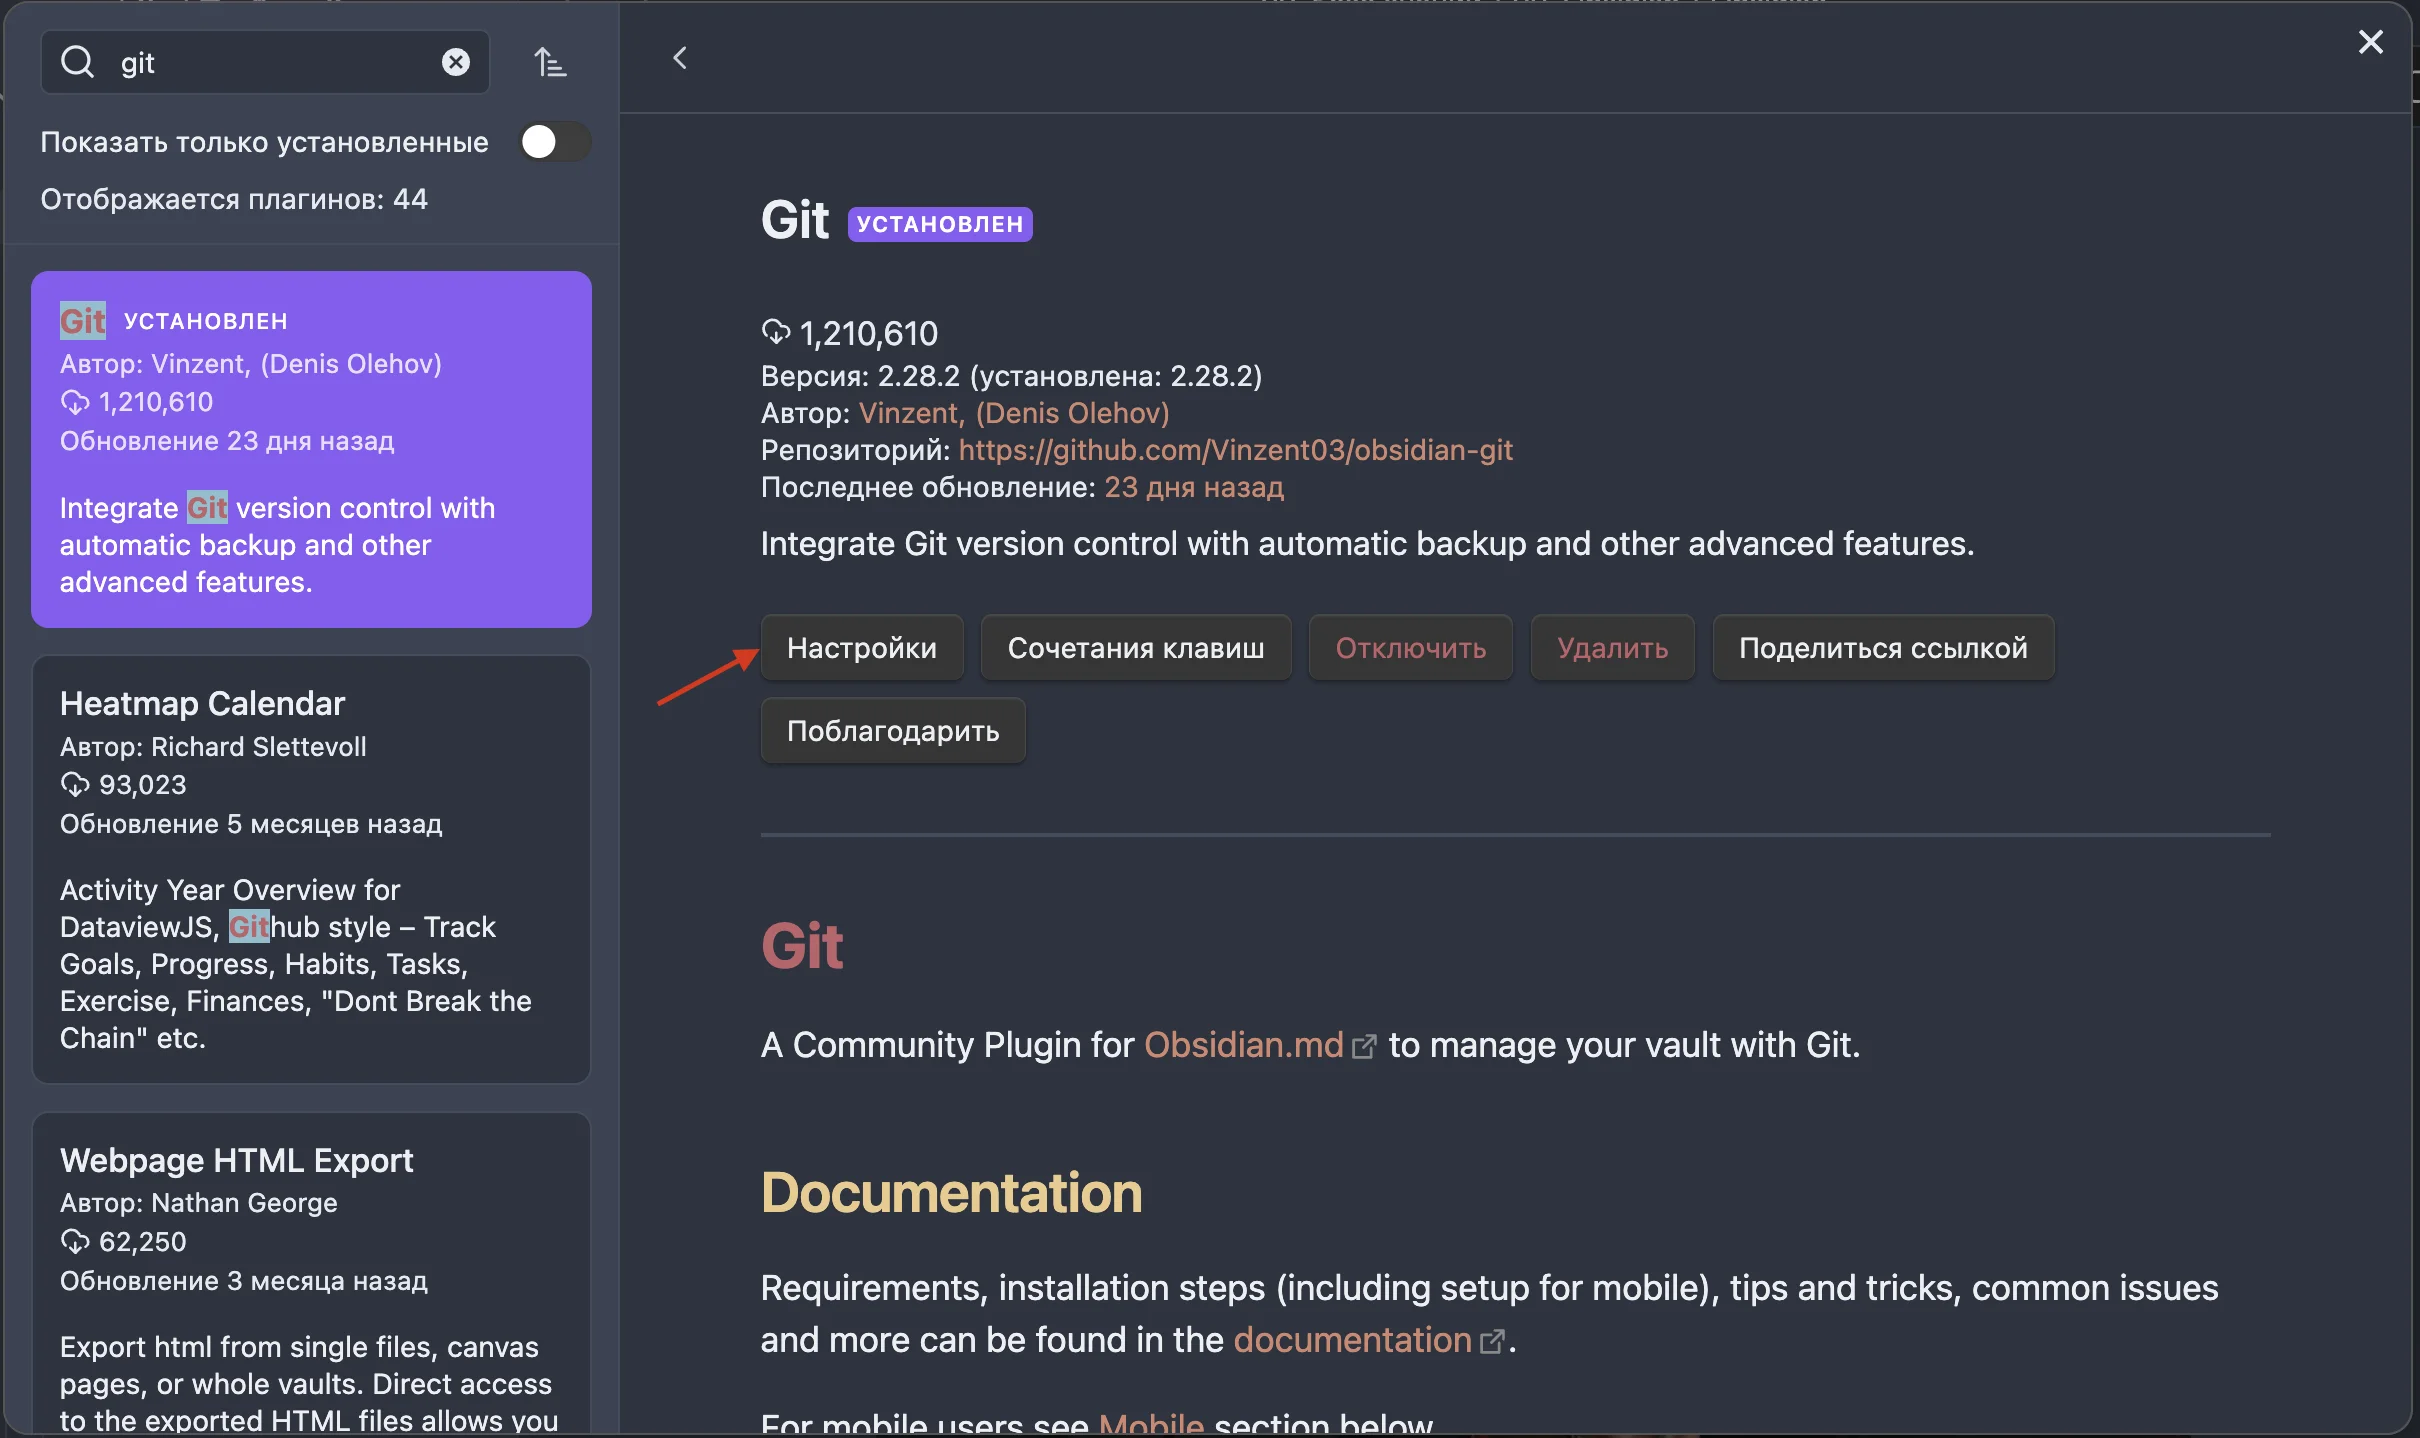 git
Показать только установленные
Отображается плагинов: 44
Git УСТАНОВЛЕН
Автор: Vinzent, (Denis Olehov)
1,210,610
Обновление 23 дня назад
Integrate Git version control with
automatic backup and other
advanced features.
Heatmap Calendar
Автор: Richard Slettevoll
93,023
Обновление 5 месяцев назад
Activity Year Overview for
DataviewJS, Github style – Track
Goals, Progress, Habits, Tasks,
Exercise, Finances, "Dont Break the
Chain" etc.
Webpage HTML Export
Автор: Nathan George
62,250
Обновление 3 месяца назад
Export html from single files, canvas
pages, or whole vaults. Direct access
to the exported HTML files allows you
Git УСТАНОВЛЕН
1,210,610
Версия: 2.28.2 (установлена: 2.28.2)
Автор: Vinzent, (Denis Olehov)
Репозиторий: https://github.com/Vinzent03/obsidian-git
Последнее обновление: 23 дня назад
Integrate Git version control with automatic backup and other advanced features.
Настройки Сочетания клавиш Отключить Удалить Поделиться ссылкой
Поблагодарить
Git
A Community Plugin for Obsidian.md to manage your vault with Git.
Documentation
Requirements, installation steps (including setup for mobile), tips and tricks, common issues
and more can be found in the documentation.
For mobile users see Mobile section below